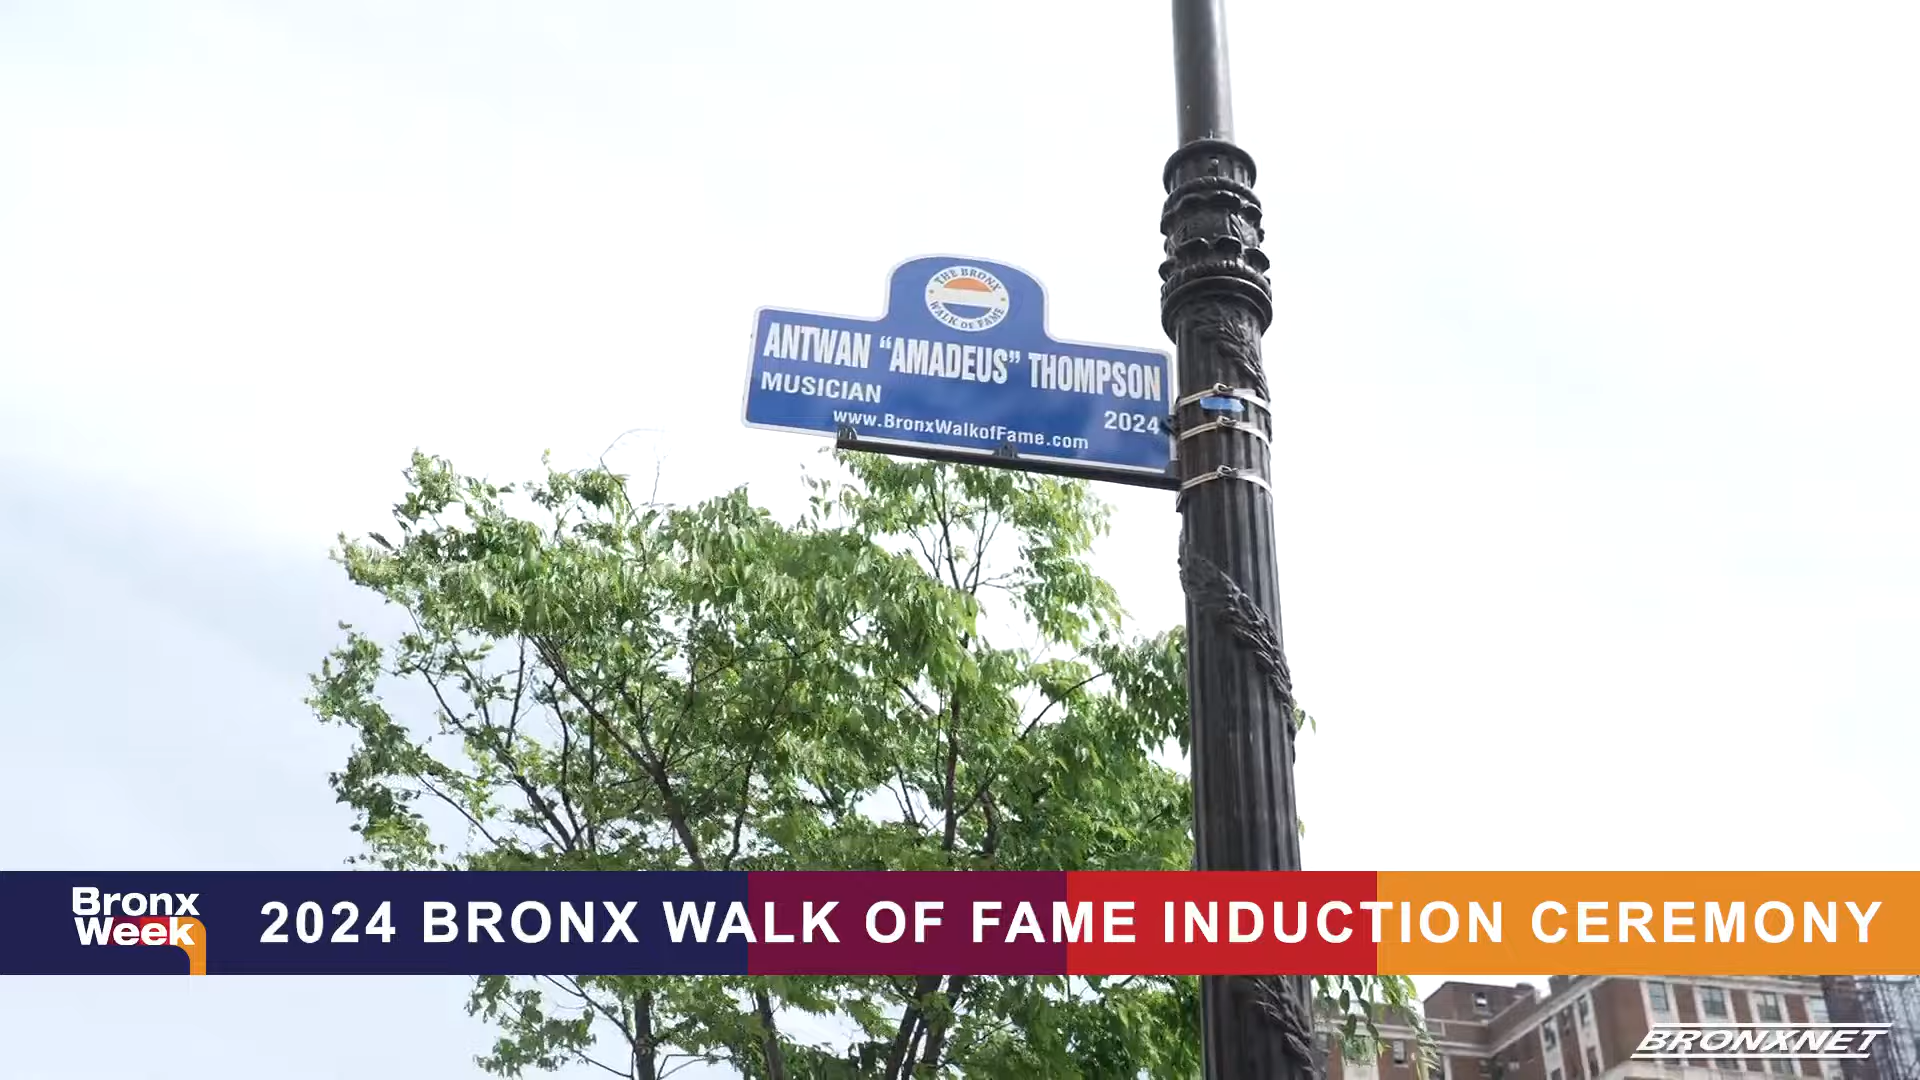 THE BRONX
WALK OF FAME
ANTWAN “AMADEUS” THOMPSON
MUSICIAN
2024
www.BronxWalkofFame.com
Bronx
Week
2024 BRONX WALK OF FAME INDUCTION CEREMONY
BRONXNET